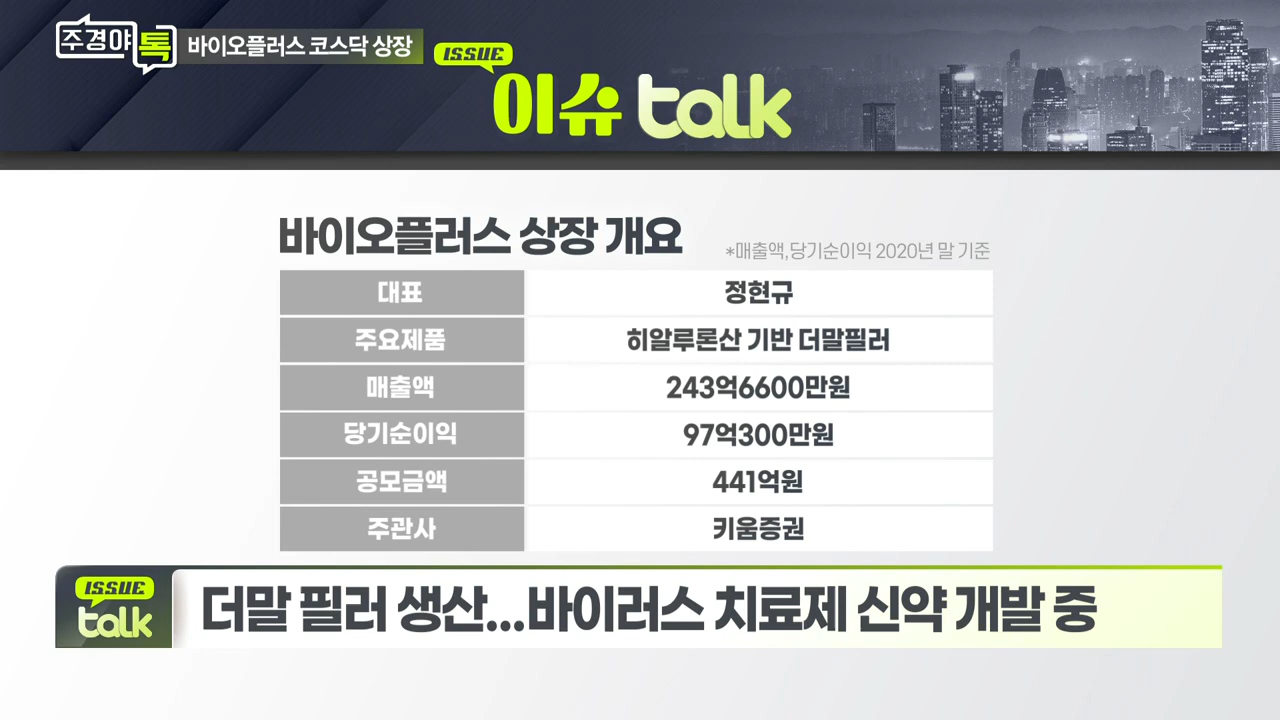 주경야톡 바이오플러스 코스닥 상장
ISSUE
이슈 talk
바이오플러스 상장 개요 *매출액,당기순이익 2020년 말 기준
대표 정현규
주요제품 히알루론산 기반 더말필러
매출액 243억6600만원
당기순이익 97억300만원
공모금액 441억원
주관사 키움증권
ISSUE
talk
더말 필러 생산...바이러스 치료제 신약 개발 중